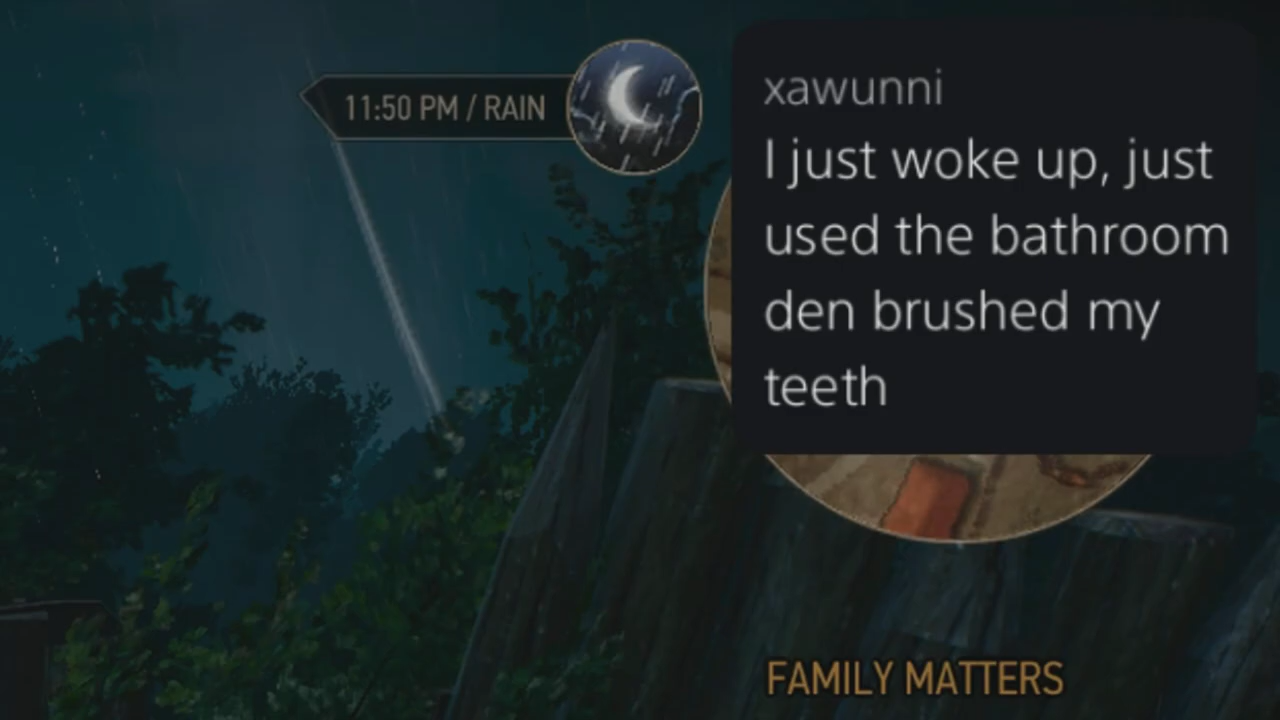 11:50 PM / RAIN
xawunni
I just woke up, just
used the bathroom
den brushed my
teeth
FAMILY MATTERS